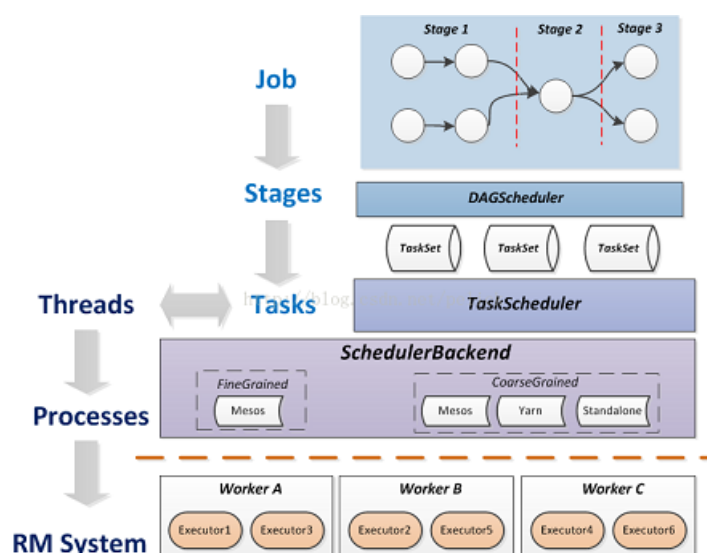 Stage 1
Stage 2
Stage 3
Job
Stages
DAGScheduler
TaskSet
TaskSet
TaskSet
Threads
Tasks
TaskScheduler
SchedulerBackend
FineGrained
CoarseGrained
Mesos
Mesos
Yarn
Standalone
Processes
Worker A
Worker B
Worker C
Executor1
Executor3
Executor2
Executor5
Executor4
Executor6
RM System